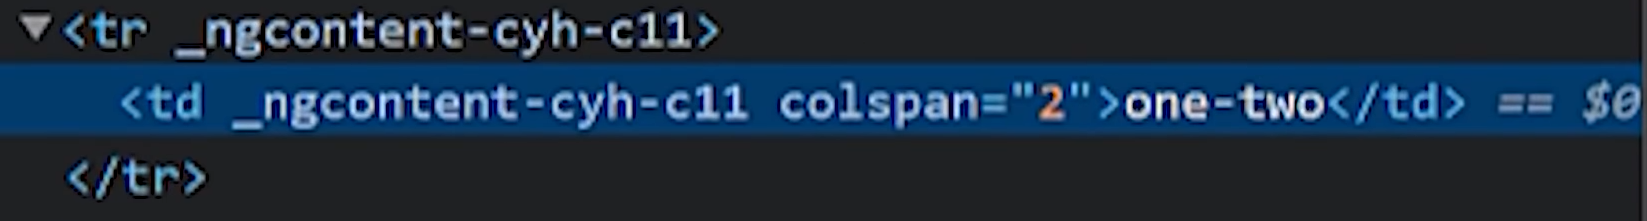 ▼<tr _ngcontent-cyh-c11>
<td _ngcontent-cyh-c11 colspan="2">one-two</td> == $0
</tr>